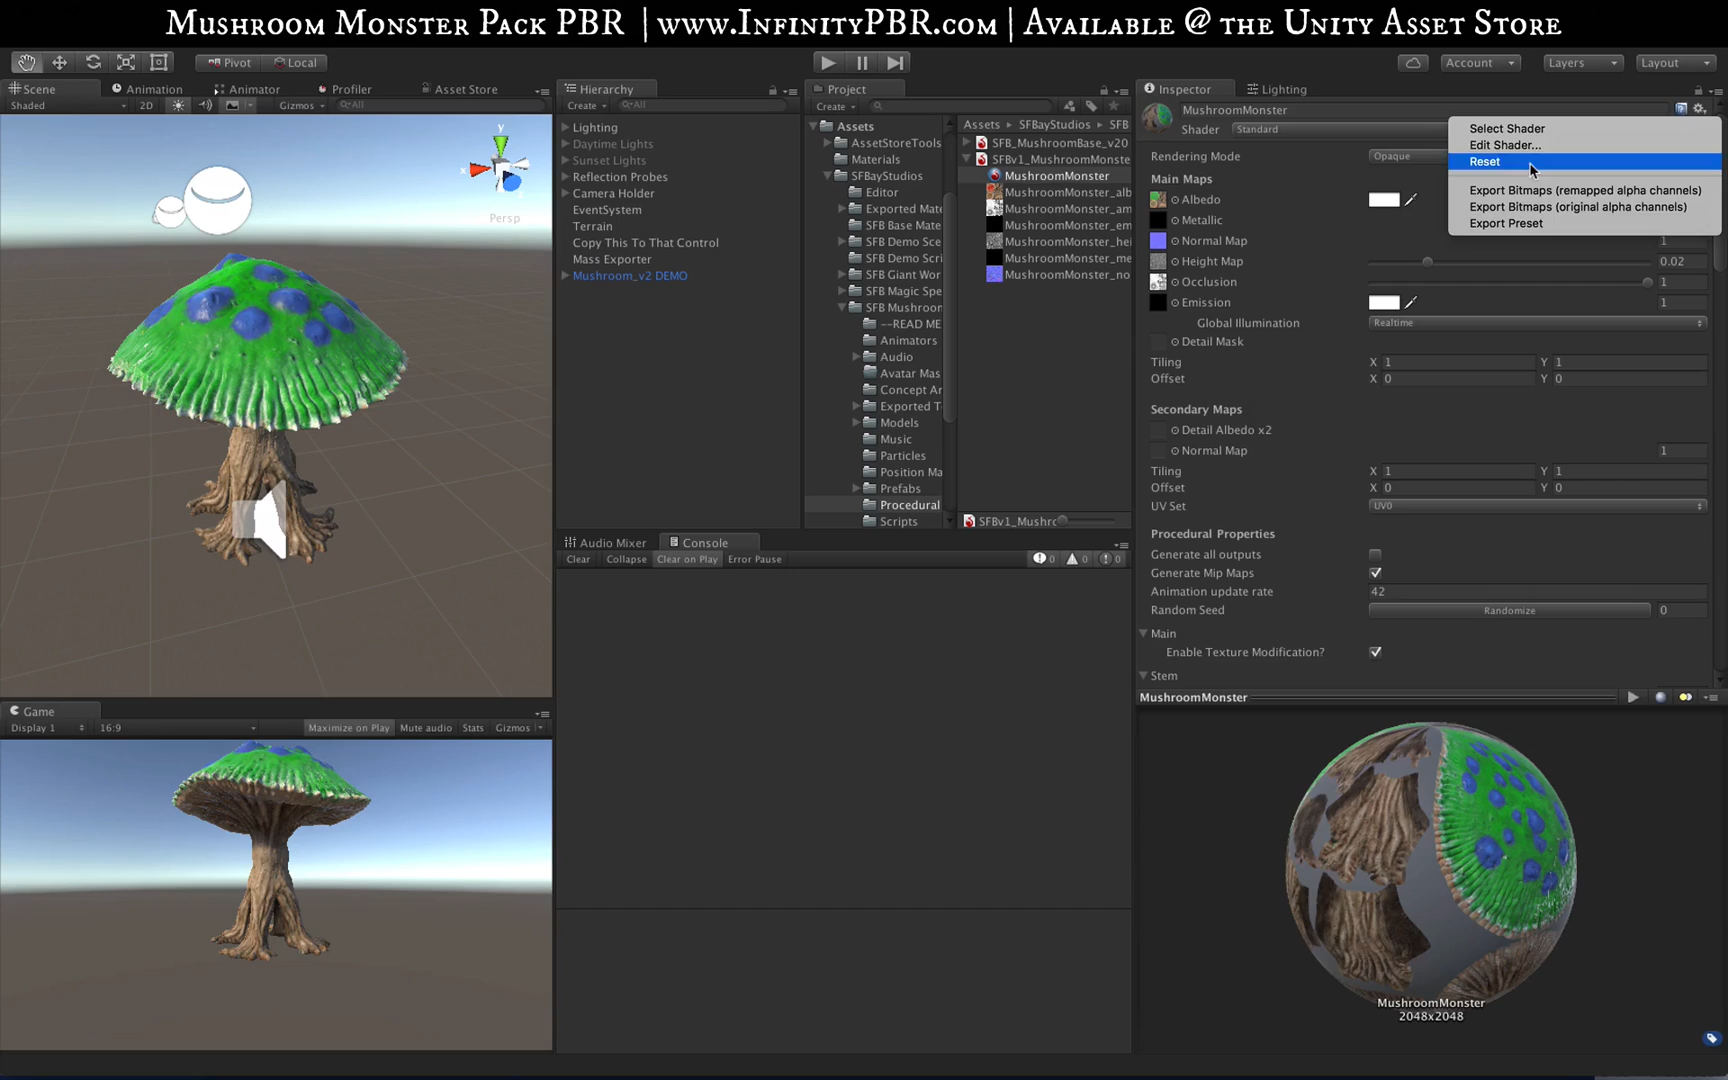 Mushroom Monster Pack PBR | www.InfinityPBR.com | Available @ the Unity Asset Store
Pivot
Local
Account
Layers
Layout
Scene
Animation
Animator
Profiler
Asset Store
Shaded
2D
Gizmos
All
y
x
Persp
Hierarchy
Create
All
Lighting
Daytime Lights
Sunset Lights
Reflection Probes
Camera Holder
EventSystem
Terrain
Copy This To That Control
Mass Exporter
Mushroom_v2 DEMO
Project
Create
Assets
AssetStoreTools
Materials
SFBayStudios
Editor
Exported Mate
SFB Base Mate
SFB Demo Sce
SFB Demo Scri
SFB Giant Wor
SFB Magic Spe
SFB Mushroom
--READ ME
Animators
Audio
Avatar Mas
Concept Ar
Exported T
Models
Music
Particles
Position Ma
Prefabs
Procedural
Scripts
Assets ▸ SFBayStudios ▸ SFB
SFB_MushroomBase_v20
SFBv1_MushroomMonste
MushroomMonster
MushroomMonster_alb
MushroomMonster_am
MushroomMonster_em
MushroomMonster_hei
MushroomMonster_me
MushroomMonster_no
SFBv1_Mushro
Inspector
Lighting
MushroomMonster
Shader
Standard
Select Shader
Edit Shader...
Reset
Export Bitmaps (remapped alpha channels)
Export Bitmaps (original alpha channels)
Export Preset
Rendering Mode
Opaque
Main Maps
Albedo
Metallic
Normal Map
1
Height Map
0.02
Occlusion
1
Emission
1
Global Illumination
Realtime
Detail Mask
Tiling
X 1
Y 1
Offset
X 0
Y 0
Secondary Maps
Detail Albedo x2
Normal Map
1
Tiling
X 1
Y 1
Offset
X 0
Y 0
UV Set
UV0
Procedural Properties
Generate all outputs
Generate Mip Maps
Animation update rate
42
Random Seed
Randomize
0
Main
Enable Texture Modification?
Stem
MushroomMonster
MushroomMonster
2048x2048
Audio Mixer
Console
Clear
Collapse
Clear on Play
Error Pause
0
0
0
Game
Display 1
16:9
Maximize on Play
Mute audio
Stats
Gizmos